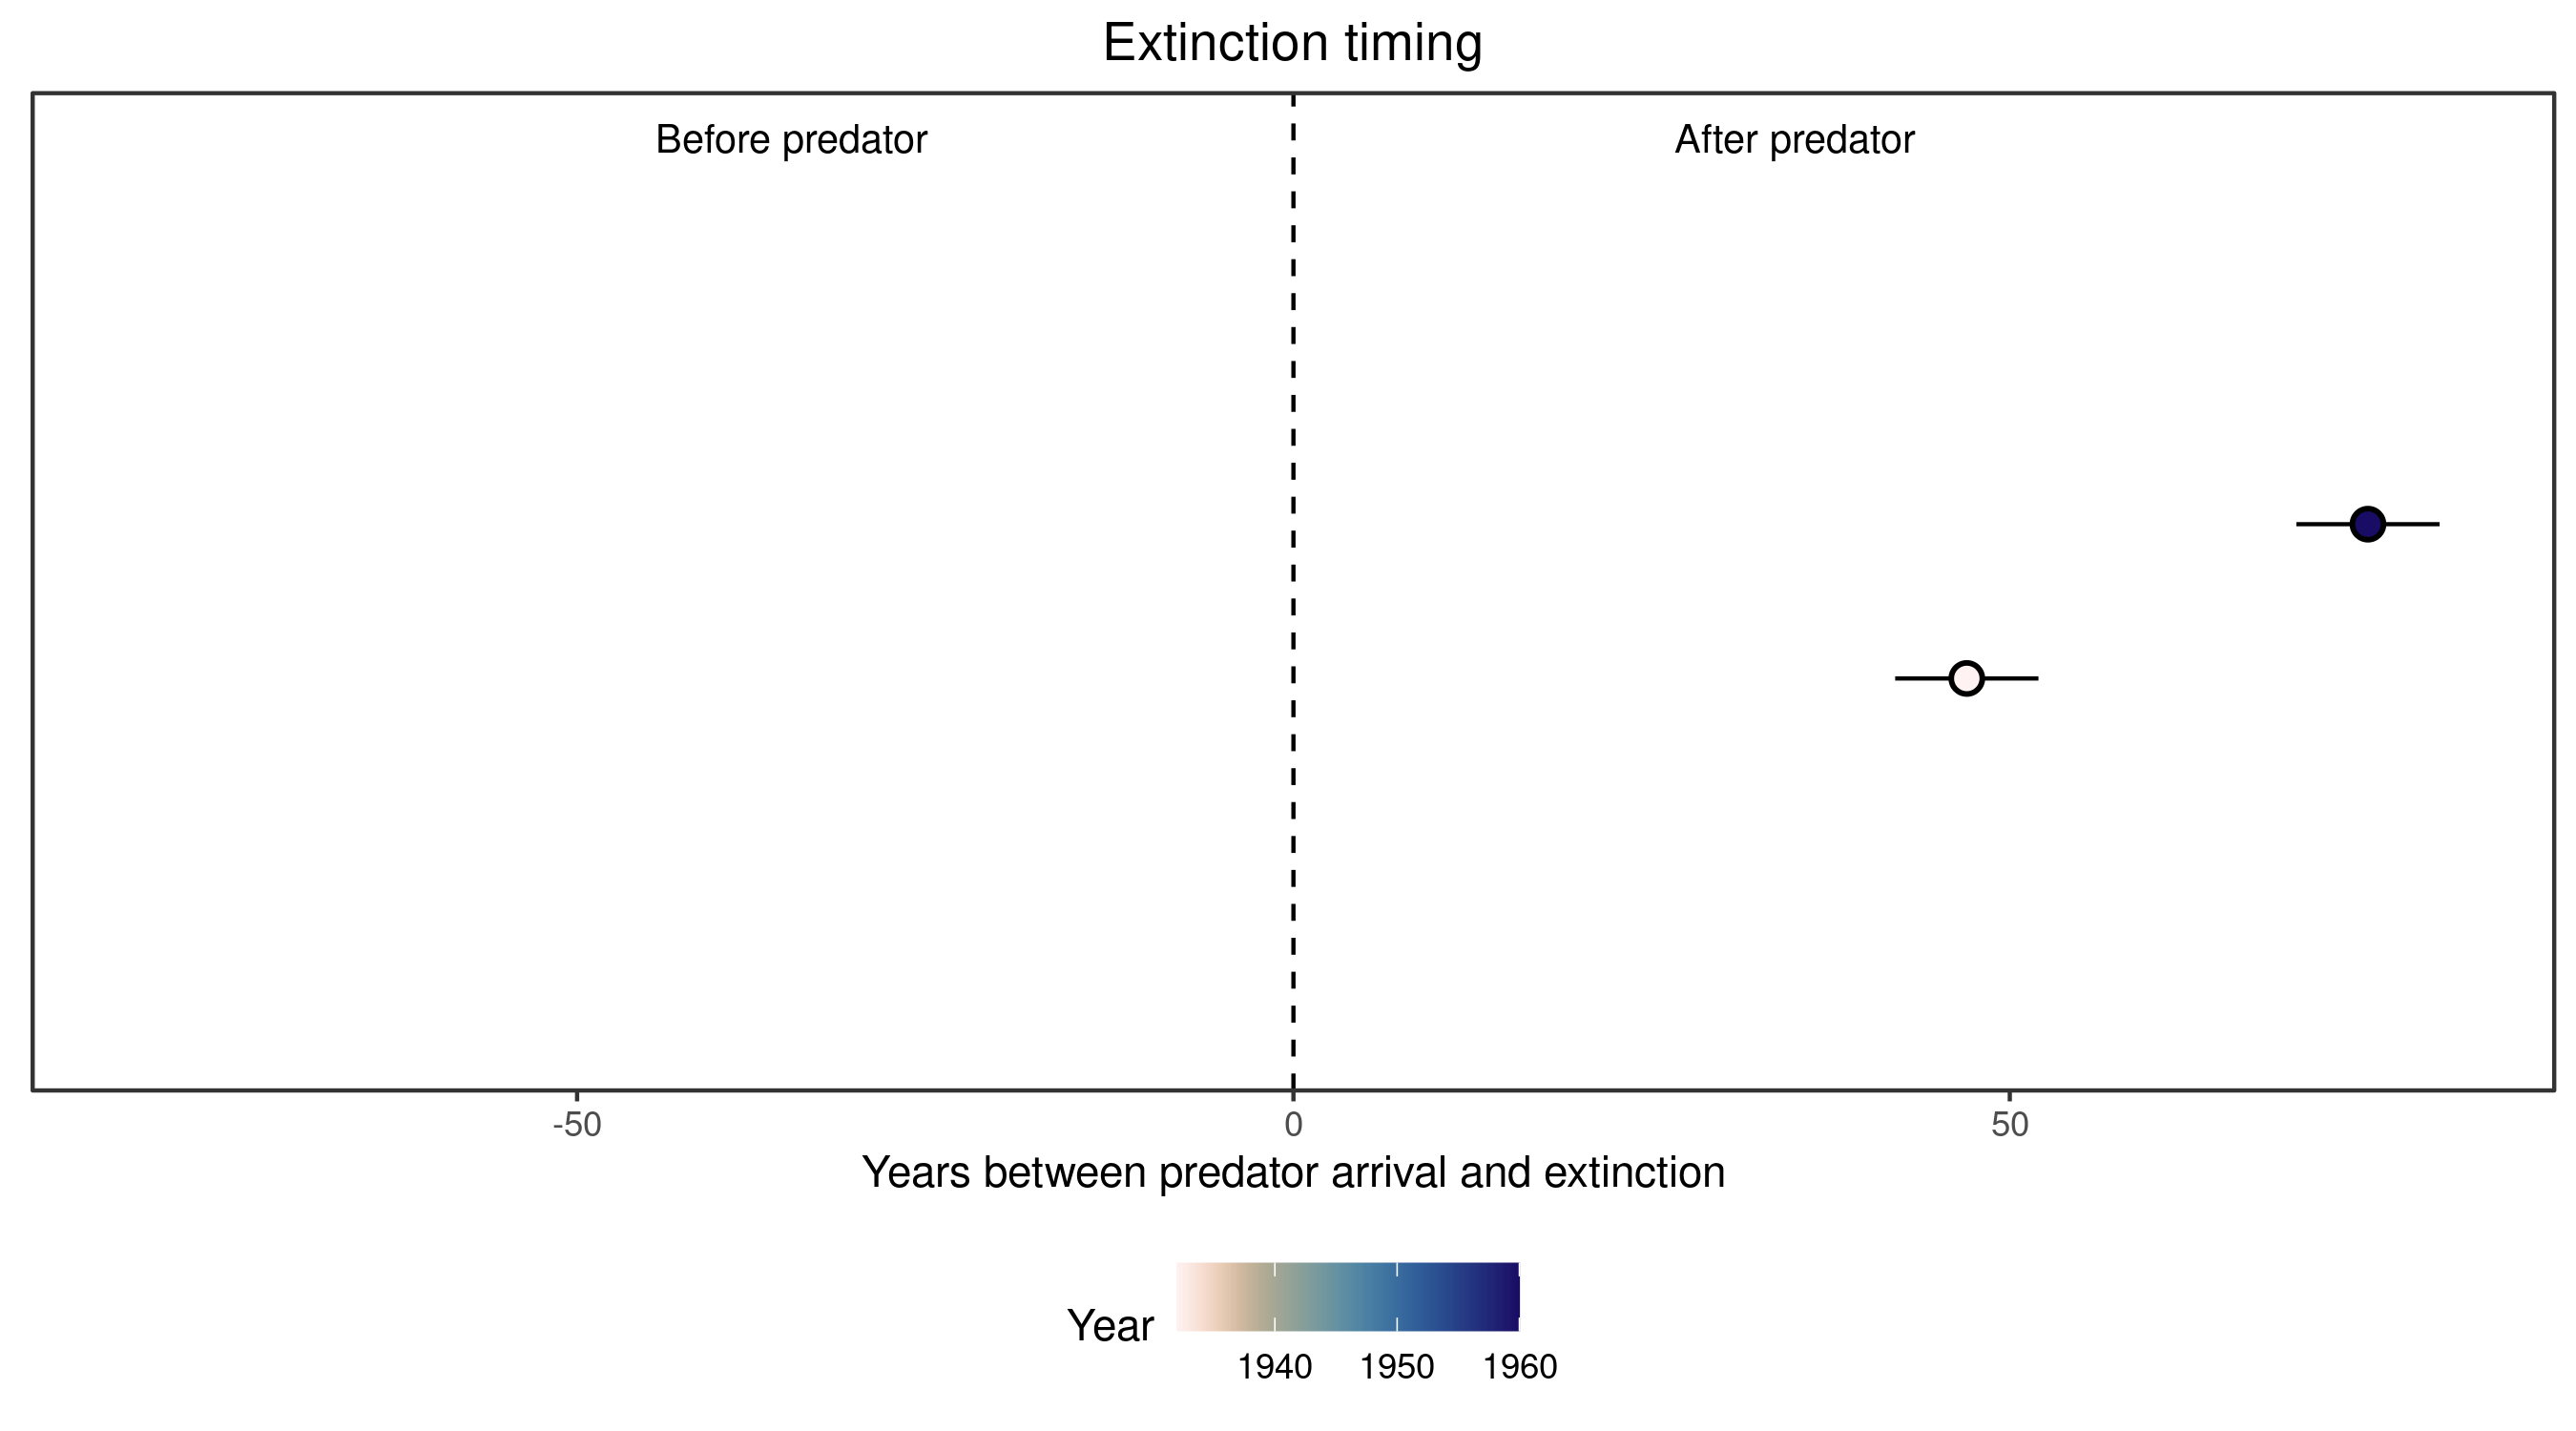 Extinction timing
Before predator After predator
-50 0 50
Years between predator arrival and extinction
Year
1940 1950 1960